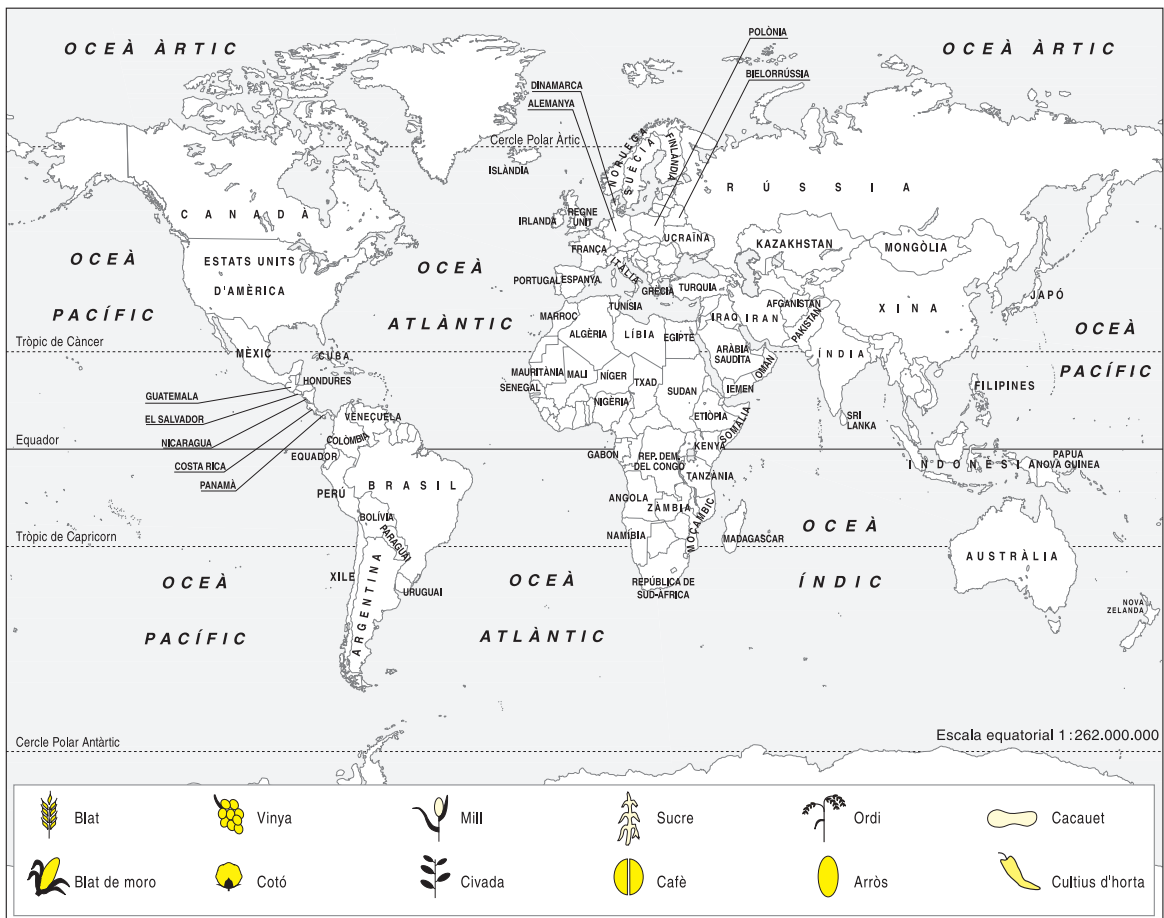 OCEÀ ÀRTIC
OCEÀ ÀRTIC
POLÒNIA
BIELORRÚSSIA
DINAMARCA
ALEMANYA
Cercle Polar Àrtic
ISLÀNDIA
NORUEGA
SUÈCIA
FINLÀNDIA
RÚSSIA
CANADÀ
IRLANDA
REGNE
UNIT
UCRAÏNA
KAZAKHSTAN
MONGÒLIA
FRANÇA
ITÀLIA
ESTATS UNITS
D'AMÈRICA
OCEÀ
PACÍFIC
OCEÀ
ATLÀNTIC
PORTUGAL
ESPANYA
GRÈCIA
TURQUIA
TUNÍSIA
MARROC
ALGÈRIA
LÍBIA
EGIPTE
IRAQ
IRAN
AFGANISTAN
PAKISTAN
XINA
JAPÓ
OCEÀ
PACÍFIC
Tròpic de Càncer
MÈXIC
CUBA
HONDURES
GUATEMALA
EL SALVADOR
NICARAGUA
COSTA RICA
PANAMÀ
MAURITÀNIA
MALI
NÍGER
TXAD
SUDAN
SENEGAL
NIGÈRIA
ARÀBIA
SAUDITA
OMAN
IEMEN
ÍNDIA
ETIÒPIA
SOMÀLIA
SRI
LANKA
FILIPINES
VENEÇUELA
COLÒMBIA
Equador
EQUADOR
GABON
REP. DEM.
DEL CONGO
KENYA
TANZÀNIA
INDONESIA
PAPUA
NOVA GUINEA
PERÚ
BRASIL
BOLÍVIA
PARAGUAI
ANGOLA
ZÀMBIA
MOÇAMBIC
NAMÍBIA
MADAGASCAR
Tròpic de Capricorn
OCEÀ
ÍNDIC
AUSTRÀLIA
XILE
ARGENTINA
URUGUAI
REPÚBLICA DE
SUD-ÀFRICA
OCEÀ
PACÍFIC
OCEÀ
ATLÀNTIC
NOVA
ZELANDA
Cercle Polar Antàrtic
Escala equatorial 1:262.000.000
Blat
Vinya
Mill
Sucre
Ordi
Cacauet
Blat de moro
Cotó
Civada
Cafè
Arròs
Cultius d'horta